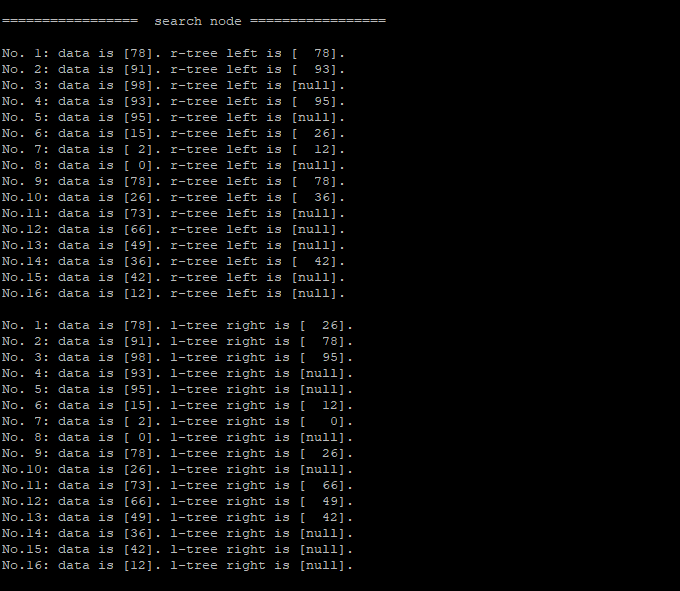 =================  search node =================
No. 1: data is [78]. r-tree left is [  78].
No. 2: data is [91]. r-tree left is [  93].
No. 3: data is [98]. r-tree left is [null].
No. 4: data is [93]. r-tree left is [  95].
No. 5: data is [95]. r-tree left is [null].
No. 6: data is [15]. r-tree left is [  26].
No. 7: data is [ 2]. r-tree left is [  12].
No. 8: data is [ 0]. r-tree left is [null].
No. 9: data is [78]. r-tree left is [  78].
No.10: data is [26]. r-tree left is [  36].
No.11: data is [73]. r-tree left is [null].
No.12: data is [66]. r-tree left is [null].
No.13: data is [49]. r-tree left is [null].
No.14: data is [36]. r-tree left is [  42].
No.15: data is [42]. r-tree left is [null].
No.16: data is [12]. r-tree left is [null].
No. 1: data is [78]. l-tree right is [  26].
No. 2: data is [91]. l-tree right is [  78].
No. 3: data is [98]. l-tree right is [  95].
No. 4: data is [93]. l-tree right is [null].
No. 5: data is [95]. l-tree right is [null].
No. 6: data is [15]. l-tree right is [  12].
No. 7: data is [ 2]. l-tree right is [   0].
No. 8: data is [ 0]. l-tree right is [null].
No. 9: data is [78]. l-tree right is [  26].
No.10: data is [26]. l-tree right is [null].
No.11: data is [73]. l-tree right is [  66].
No.12: data is [66]. l-tree right is [  49].
No.13: data is [49]. l-tree right is [  42].
No.14: data is [36]. l-tree right is [null].
No.15: data is [42]. l-tree right is [null].
No.16: data is [12]. l-tree right is [null].